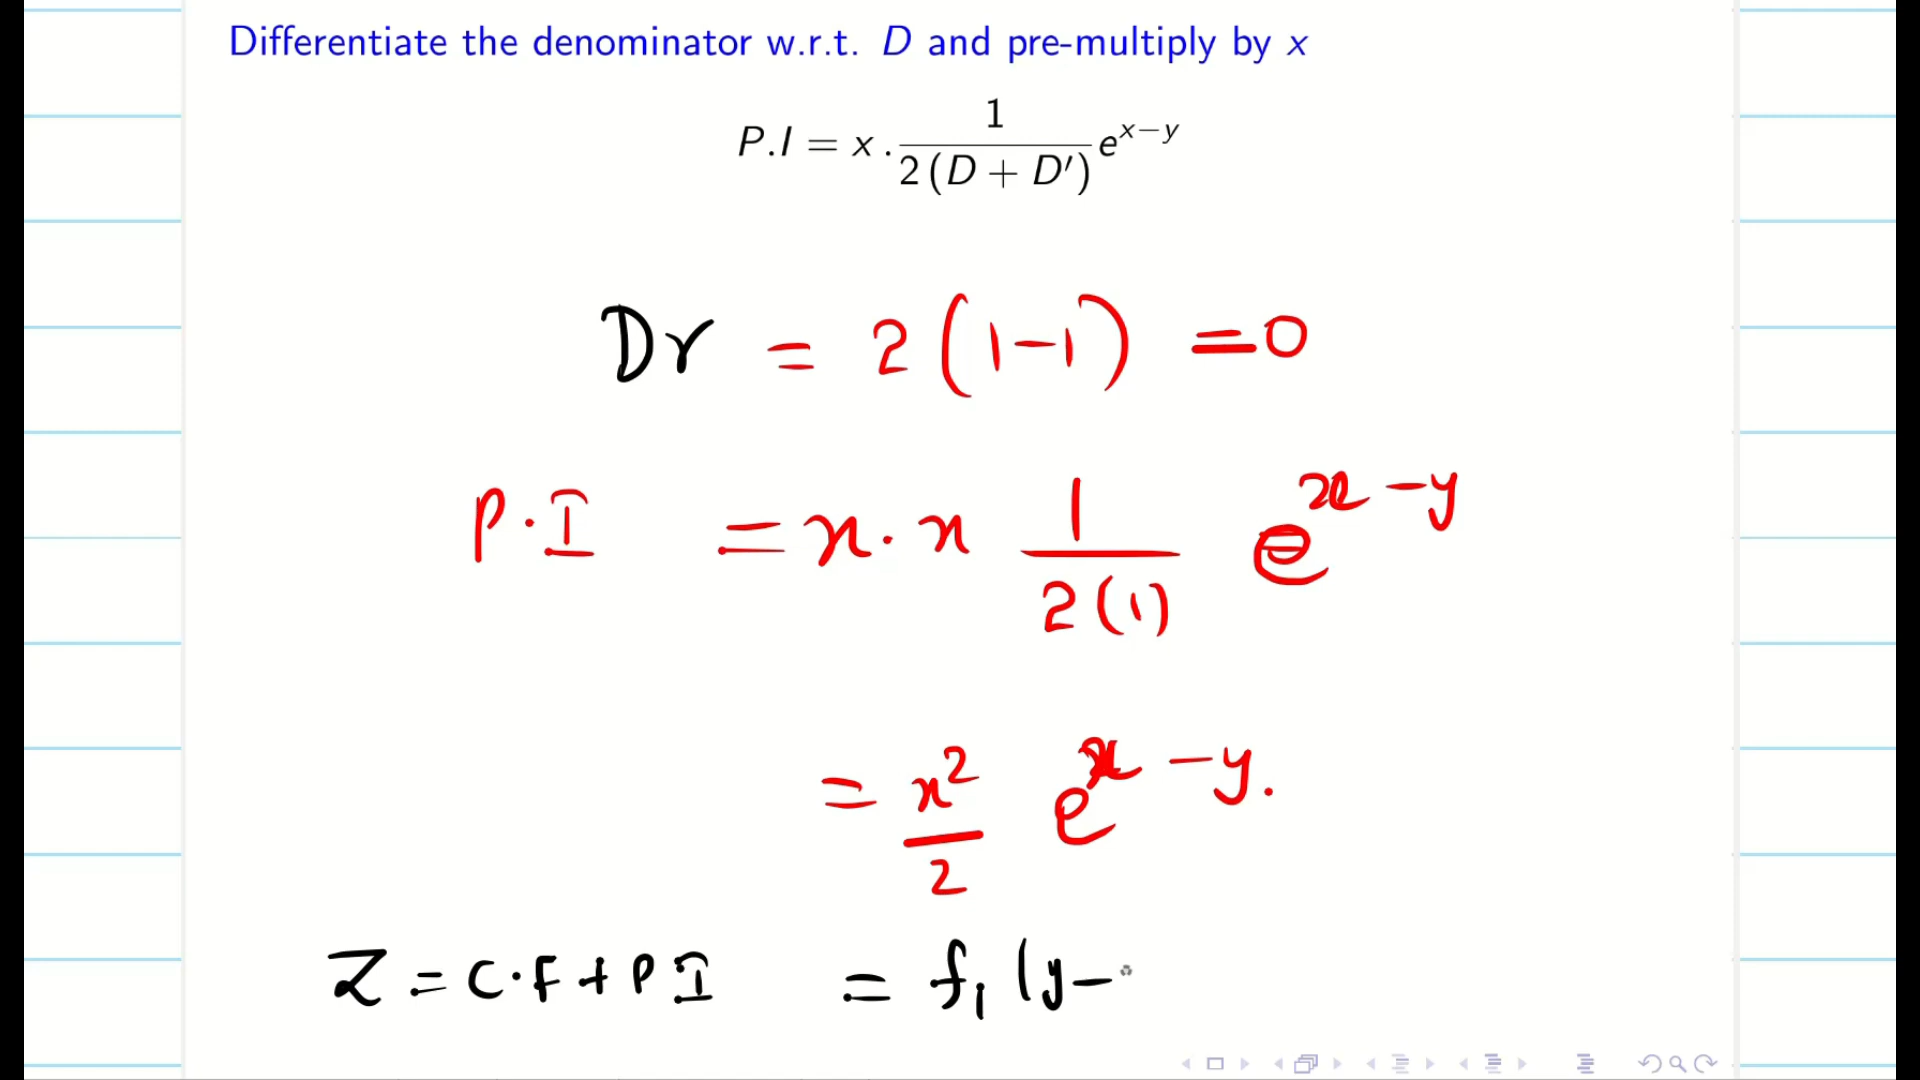 Differentiate the denominator w.r.t. D and pre-multiply by x
P.I = x . 1 / 2 (D + D′) e^{x−y}
Dr = 2 (1-1) = 0
P.I = x . x 1 / 2(1) e^{x-y}
= x² / 2 e^{x-y}.
Z = C.F + P I = f₁ (y -